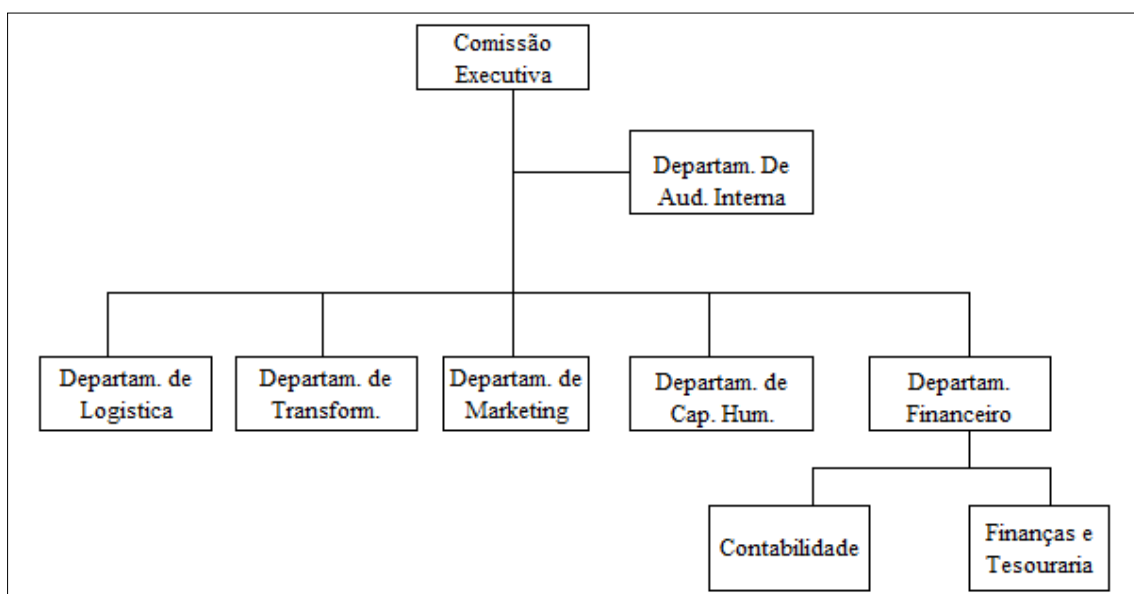 Comissão
Executiva
Departam. De
Aud. Interna
Departam. de
Logistica
Departam. de
Transform.
Departam. de
Marketing
Departam. de
Cap. Hum.
Departam.
Financeiro
Contabilidade
Finanças e
Tesouraria